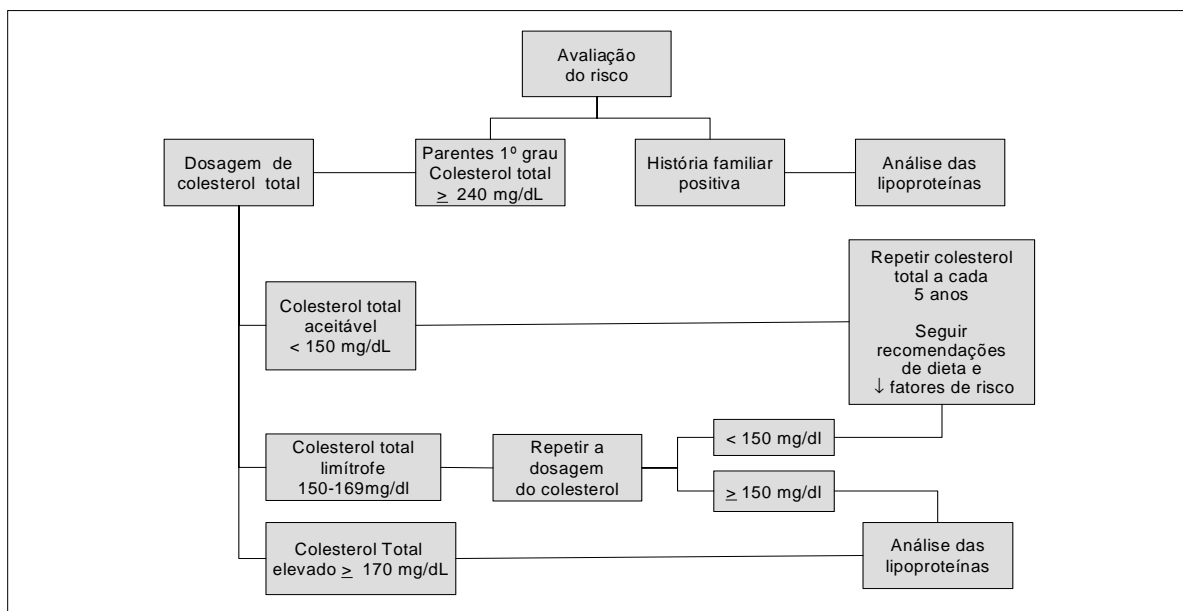 Avaliação
do risco
Dosagem de
colesterol total
Parentes 1º grau
Colesterol total
≥ 240 mg/dL
História familiar
positiva
Análise das
lipoproteínas
Colesterol total
aceitável
< 150 mg/dL
Repetir colesterol
total a cada
5 anos
Seguir
recomendações
de dieta e
↓ fatores de risco
Colesterol total
limítrofe
150-169mg/dl
Repetir a
dosagem
do colesterol
< 150 mg/dl
≥ 150 mg/dl
Colesterol Total
elevado ≥ 170 mg/dL
Análise das
lipoproteínas